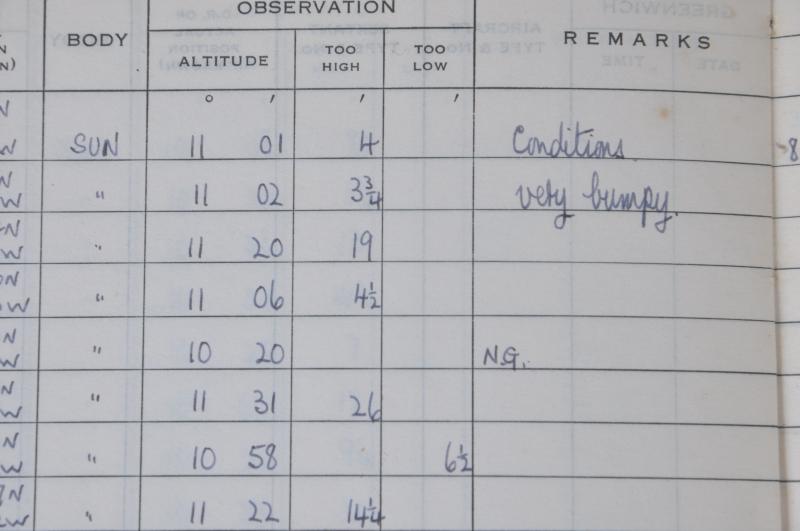 OBSERVATION
BODY ALTITUDE TOO HIGH TOO LOW REMARKS
° ′ ′ ′
SUN 11 01 4 Conditions
" 11 02 3¾ very bumpy.
" 11 20 19
" 11 06 4½
" 10 20 N.G.
" 11 31 26
" 10 58 6½
" 11 22 14¼